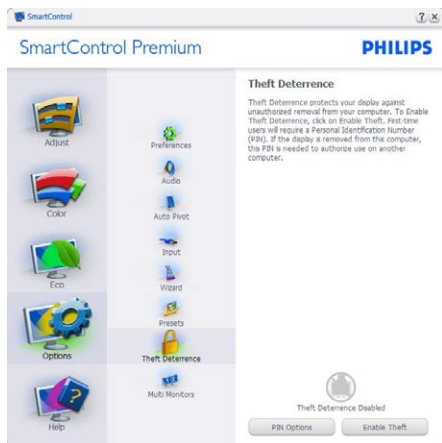 SmartControl
SmartControl Premium
PHILIPS
Adjust
Color
Eco
Options
Help
Preferences
Audio
Auto Pivot
Input
Wizard
Presets
Theft Deterrence
Multi Monitors
Theft Deterrence
Theft Deterrence protects your display against
unauthorized removal from your computer. To Enable
Theft Deterrence, click on Enable Theft. First-time
users will require a Personal Identification Number
(PIN). If the display is removed from this computer,
this PIN is needed to authorize use on another
computer.
Theft Deterrence Disabled
PIN Options
Enable Theft